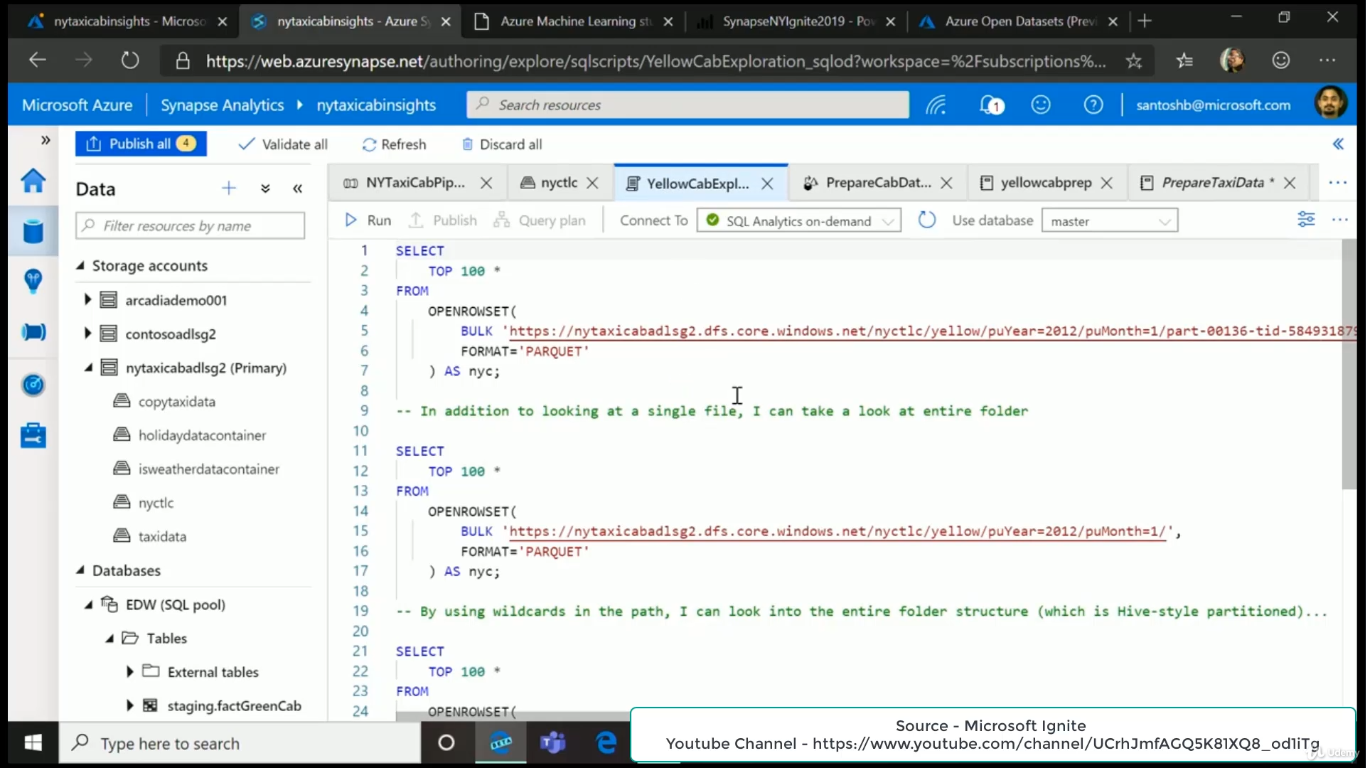 nytaxicabinsights - Microso
nytaxicabinsights - Azure Sy
Azure Machine Learning st
SynapseNYIgnite2019 - Po
Azure Open Datasets (Previ
https://web.azuresynapse.net/authoring/explore/sqlscripts/YellowCabExploration_sqlod?workspace=%2Fsubscriptions%...
Microsoft Azure
Synapse Analytics
nytaxicabinsights
Search resources
1
santoshb@microsoft.com
Publish all 4
Validate all
Refresh
Discard all
Data
Filter resources by name
Storage accounts
arcadiademo001
contosoadlsg2
nytaxicabadlsg2 (Primary)
copytaxidata
holidaydatacontainer
isweatherdatacontainer
nyctlc
taxidata
Databases
EDW (SQL pool)
Tables
External tables
staging.factGreenCab
NYTaxiCabPip...
nyctlc
YellowCabExpl...
PrepareCabDat...
yellowcabprep
PrepareTaxiData *
Run
Publish
Query plan
Connect To
SQL Analytics on-demand
Use database
master
1 SELECT
2 TOP 100 *
3 FROM
4 OPENROWSET(
5 BULK 'https://nytaxicabadlsg2.dfs.core.windows.net/nyctlc/yellow/puYear=2012/puMonth=1/part-00136-tid-584931879
6 FORMAT='PARQUET'
7 ) AS nyc;
8
9 -- In addition to looking at a single file, I can take a look at entire folder
10
11 SELECT
12 TOP 100 *
13 FROM
14 OPENROWSET(
15 BULK 'https://nytaxicabadlsg2.dfs.core.windows.net/nyctlc/yellow/puYear=2012/puMonth=1/',
16 FORMAT='PARQUET'
17 ) AS nyc;
18
19 -- By using wildcards in the path, I can look into the entire folder structure (which is Hive-style partitioned)...
20
21 SELECT
22 TOP 100 *
23 FROM
24 OPENROWSET(
Type here to search
Source - Microsoft Ignite
Youtube Channel - https://www.youtube.com/channel/UCrhJmfAGQ5K81XQ8_od1iTg
Udemy